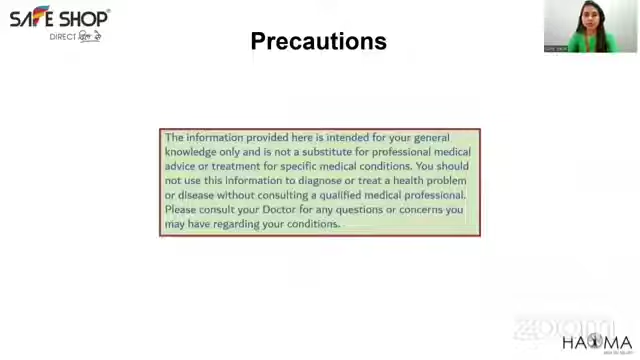 SAFE SHOP
DIRECT दिल से
Precautions
The information provided here is intended for your general
knowledge only and is not a substitute for professional medical
advice or treatment for specific medical conditions. You should
not use this information to diagnose or treat a health problem
or disease without consulting a qualified medical professional.
Please consult your Doctor for any questions or concerns you
may have regarding your conditions.
zoom
HAOMA